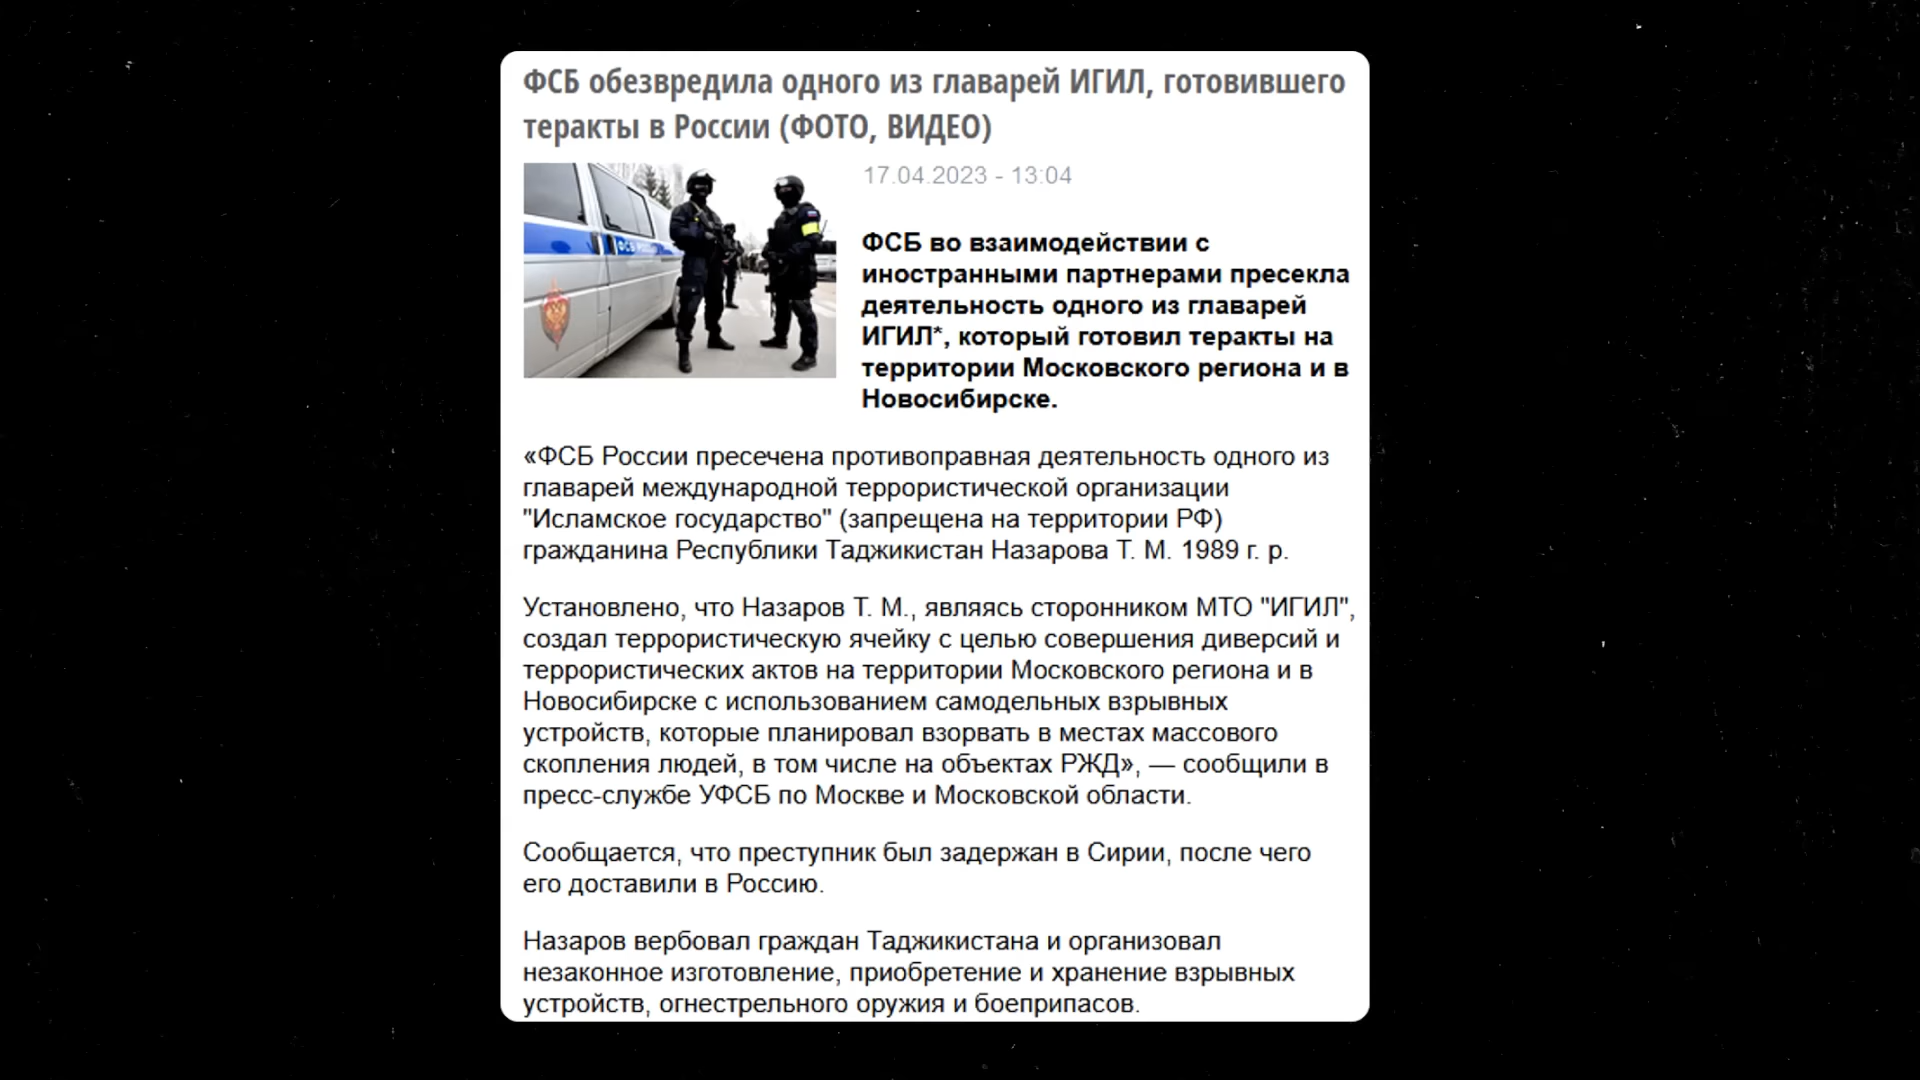 ФСБ обезвредила одного из главарей ИГИЛ, готовившего
теракты в России (ФОТО, ВИДЕО)
17.04.2023 - 13:04
ФСБ во взаимодействии с
иностранными партнерами пресекла
деятельность одного из главарей
ИГИЛ*, который готовил теракты на
территории Московского региона и в
Новосибирске.
«ФСБ России пресечена противоправная деятельность одного из
главарей международной террористической организации
"Исламское государство" (запрещена на территории РФ)
гражданина Республики Таджикистан Назарова Т. М. 1989 г. р.
Установлено, что Назаров Т. М., являясь сторонником МТО "ИГИЛ",
создал террористическую ячейку с целью совершения диверсий и
террористических актов на территории Московского региона и в
Новосибирске с использованием самодельных взрывных
устройств, которые планировал взорвать в местах массового
скопления людей, в том числе на объектах РЖД», — сообщили в
пресс-службе УФСБ по Москве и Московской области.
Сообщается, что преступник был задержан в Сирии, после чего
его доставили в Россию.
Назаров вербовал граждан Таджикистана и организовал
незаконное изготовление, приобретение и хранение взрывных
устройств, огнестрельного оружия и боеприпасов.